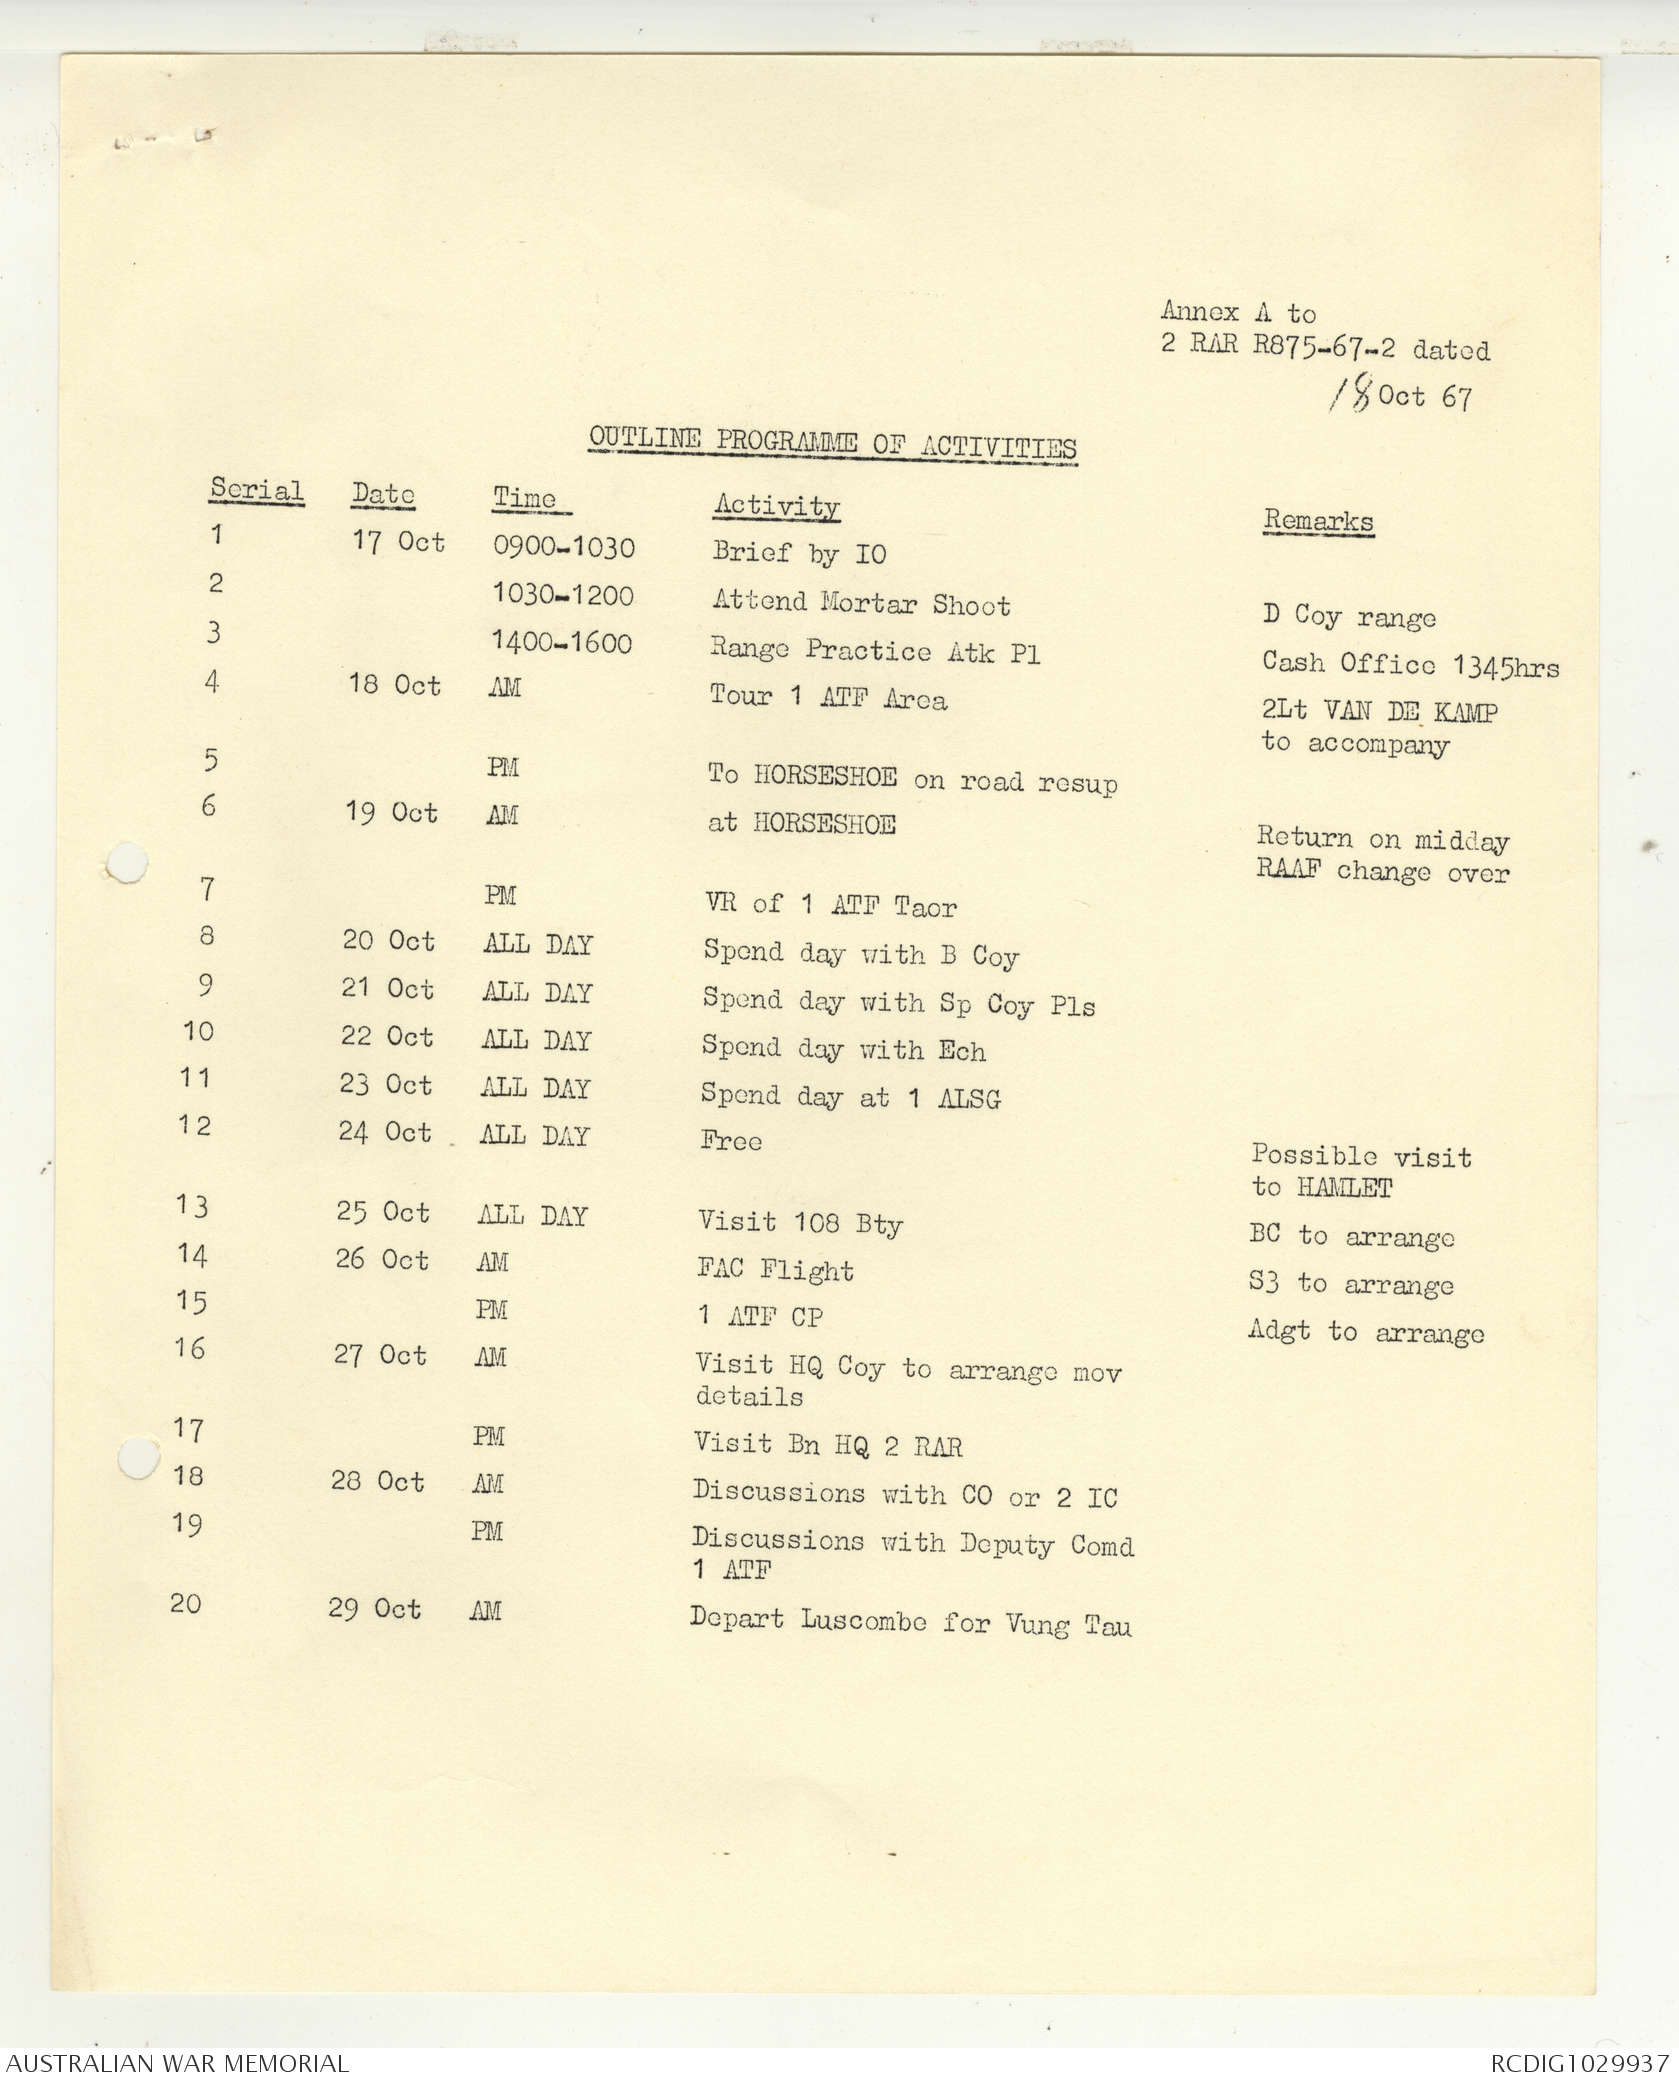 Annex A to
2 RAR R875-67-2 dated
18 Oct 67
OUTLINE PROGRAMME OF ACTIVITIES
Serial Date Time Activity Remarks
1 17 Oct 0900-1030 Brief by IO
2 1030-1200 Attend Mortar Shoot D Coy range
3 1400-1600 Range Practice Atk Pl Cash Office 1345hrs
4 18 Oct AM Tour 1 ATF Area 2Lt VAN DE KAMP
to accompany
5 PM To HORSESHOE on road resup
6 19 Oct AM at HORSESHOE Return on midday
RAAF change over
7 PM VR of 1 ATF Taor
8 20 Oct ALL DAY Spend day with B Coy
9 21 Oct ALL DAY Spend day with Sp Coy Pls
10 22 Oct ALL DAY Spend day with Ech
11 23 Oct ALL DAY Spend day at 1 ALSG
12 24 Oct ALL DAY Free Possible visit
to HAMLET
13 25 Oct ALL DAY Visit 108 Bty BC to arrange
14 26 Oct AM FAC Flight S3 to arrange
15 PM 1 ATF CP Adgt to arrange
16 27 Oct AM Visit HQ Coy to arrange mov
details
17 PM Visit Bn HQ 2 RAR
18 28 Oct AM Discussions with CO or 2 IC
19 PM Discussions with Deputy Comd
1 ATF
20 29 Oct AM Depart Luscombe for Vung Tau
AUSTRALIAN WAR MEMORIAL RCDIG1029937